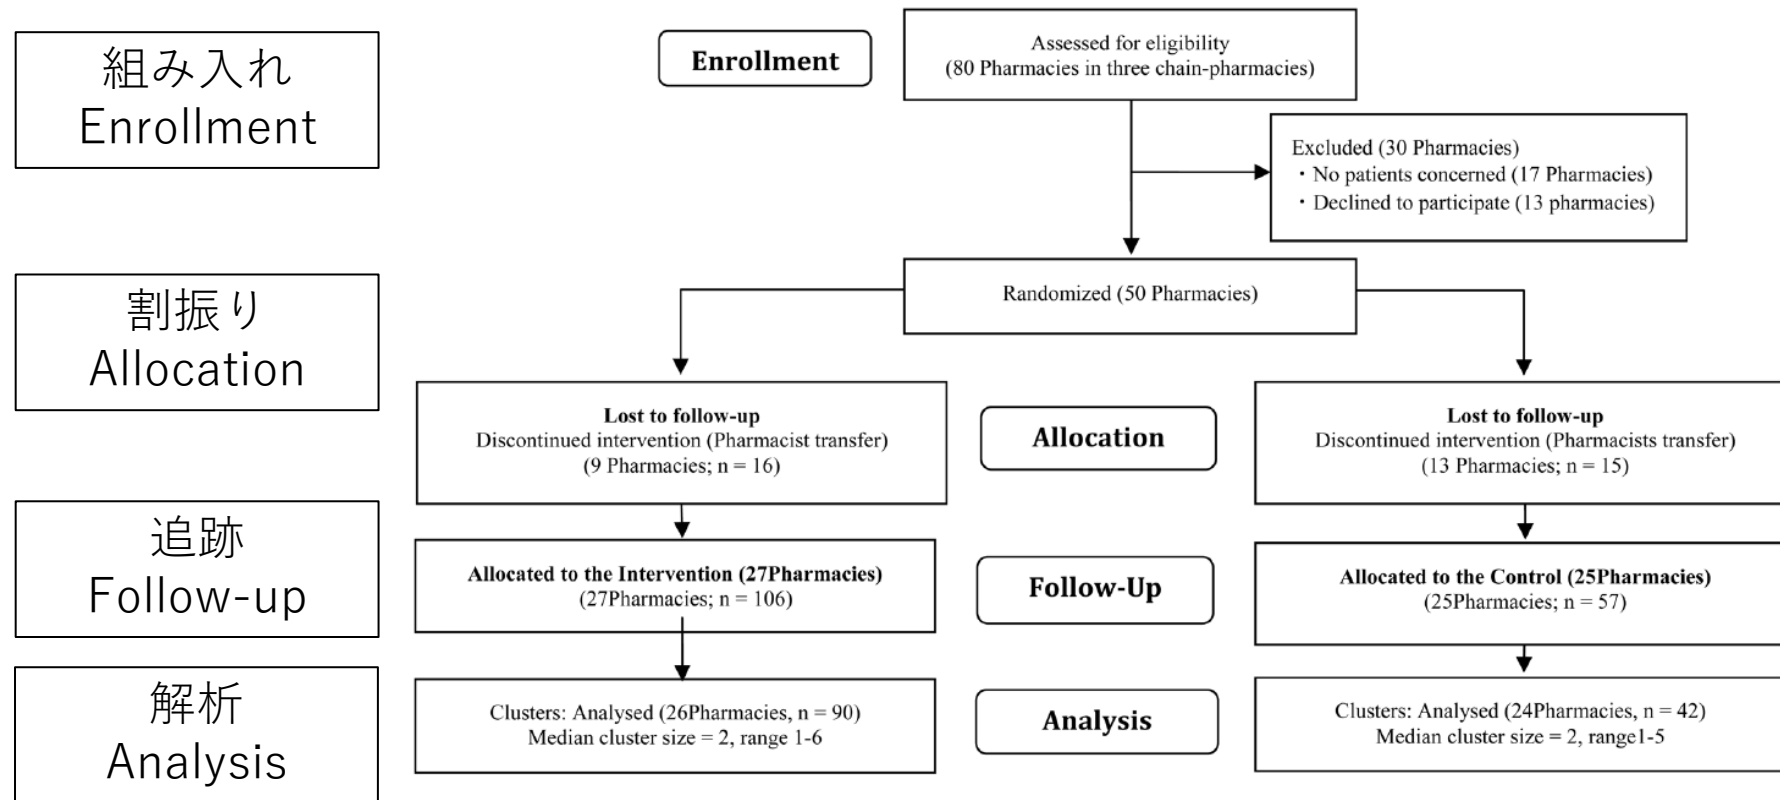 組み入れ
Enrollment
割振り
Allocation
追跡
Follow-up
解析
Analysis
Enrollment
Assessed for eligibility
(80 Pharmacies in three chain-pharmacies)
Excluded (30 Pharmacies)
・No patients concerned (17 Pharmacies)
・Declined to participate (13 pharmacies)
Randomized (50 Pharmacies)
Lost to follow-up
Discontinued intervention (Pharmacist transfer)
(9 Pharmacies; n = 16)
Allocation
Lost to follow-up
Discontinued intervention (Pharmacists transfer)
(13 Pharmacies; n = 15)
Allocated to the Intervention (27Pharmacies)
(27Pharmacies; n = 106)
Follow-Up
Allocated to the Control (25Pharmacies)
(25Pharmacies; n = 57)
Clusters: Analysed (26Pharmacies, n = 90)
Median cluster size = 2, range 1-6
Analysis
Clusters: Analysed (24Pharmacies, n = 42)
Median cluster size = 2, range1-5